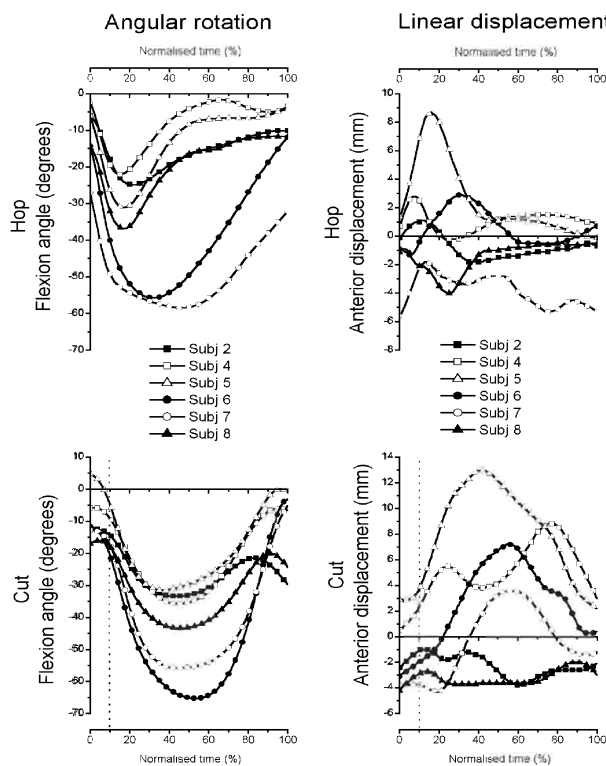 Angular rotation
Linear displacement
Normalised time (%)
Normalised time (%)
0 20 40 60 80 100
0 20 40 60 80 100
Hop
Flexion angle (degrees)
0
-10
-20
-30
-40
-50
-60
-70
Hop
Anterior displacement (mm)
10
8
6
4
2
0
-2
-4
-6
-8
Subj 2
Subj 4
Subj 5
Subj 6
Subj 7
Subj 8
Subj 2
Subj 4
Subj 5
Subj 6
Subj 7
Subj 8
Cut
Flexion angle (degrees)
10
0
-10
-20
-30
-40
-50
-60
-70
Cut
Anterior displacement (mm)
14
12
10
8
6
4
2
0
-2
-4
-6
-8
0 20 40 60 80 100
0 20 40 60 80 100
Normalised time (%)
Normalised time (%)